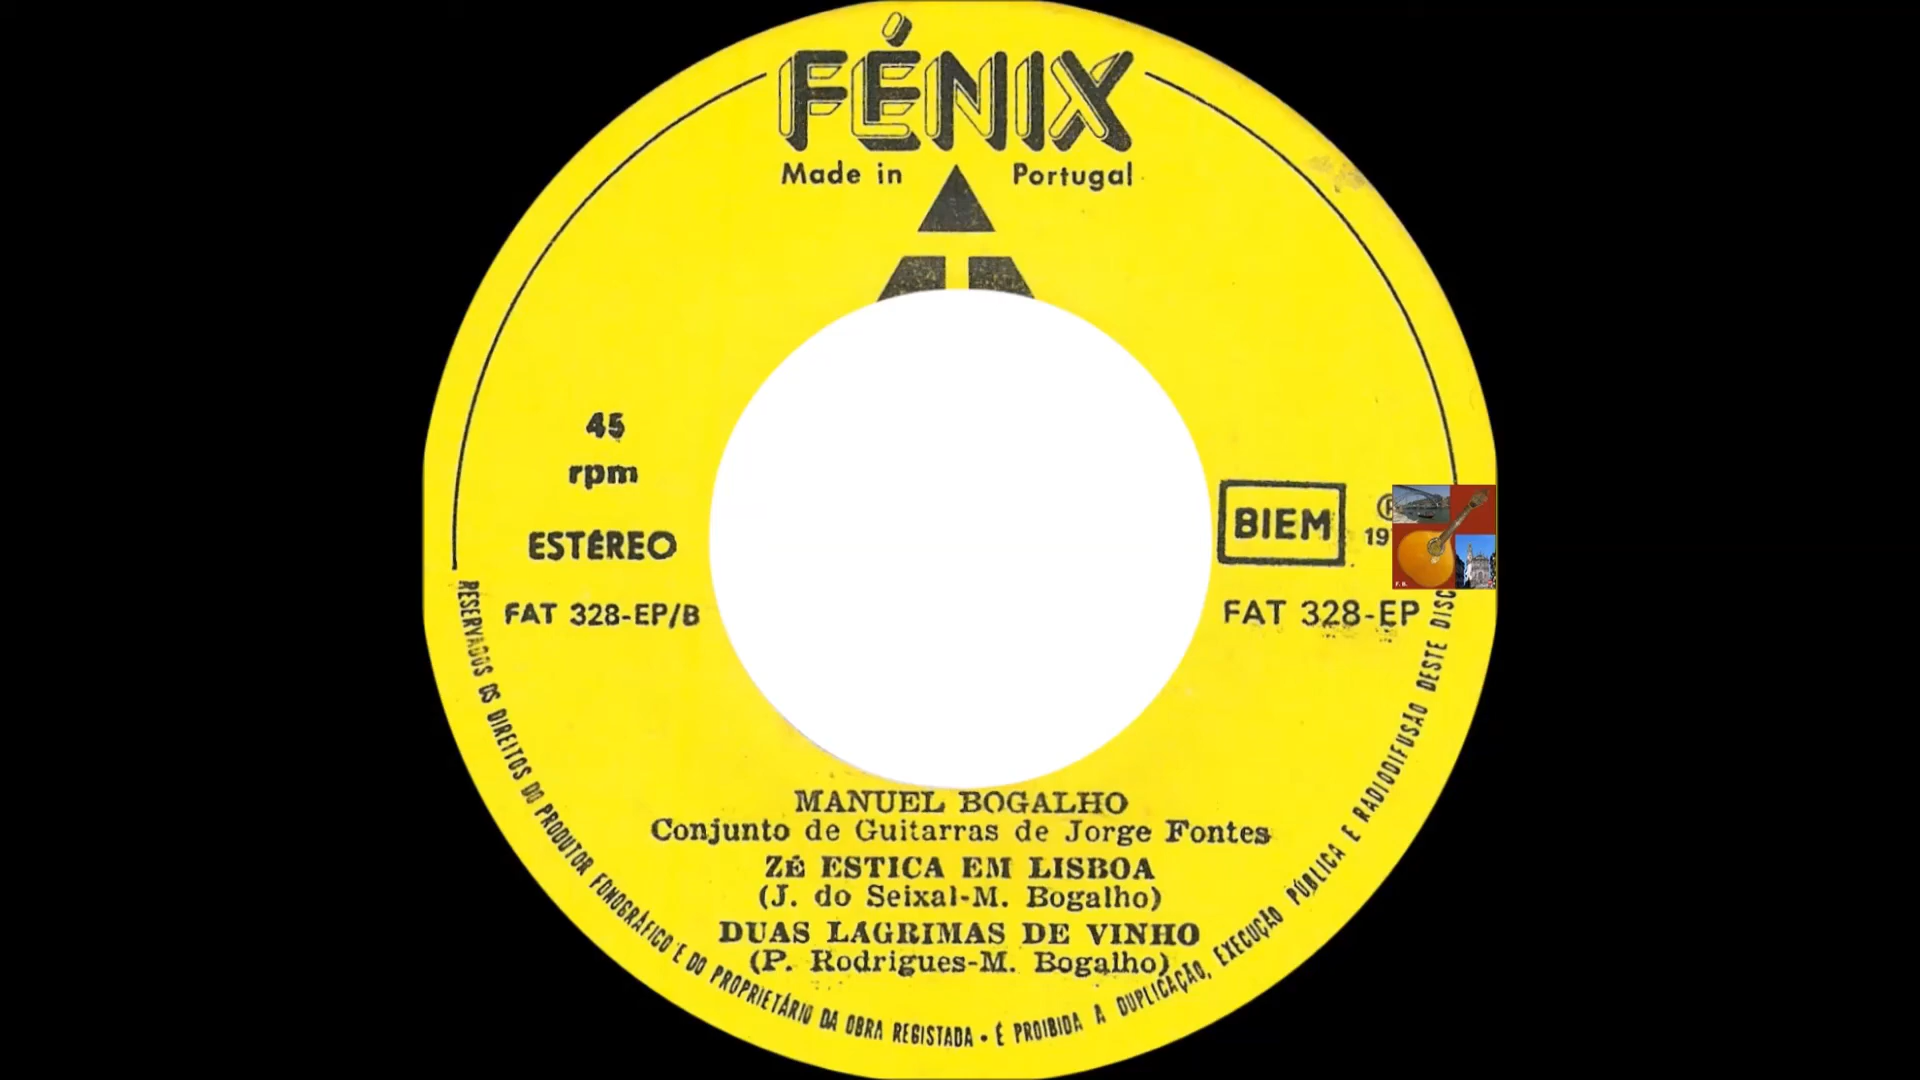 FÉNIX
Made in Portugal
45
rpm
ESTÉREO
FAT 328-EP/B
BIEM
FAT 328-EP
MANUEL BOGALHO
Conjunto de Guitarras de Jorge Fontes
ZÉ ESTICA EM LISBOA
(J. do Seixal-M. Bogalho)
DUAS LAGRIMAS DE VINHO
(P. Rodrigues-M. Bogalho)
RESERVADOS OS DIREITOS DO PRODUTOR FONOGRÁFICO E DO PROPRIETÁRIO DA OBRA REGISTADA • É PROIBIDA A DUPLICAÇÃO, EXECUÇÃO PÚBLICA E RADIODIFUSÃO DESTE DISC